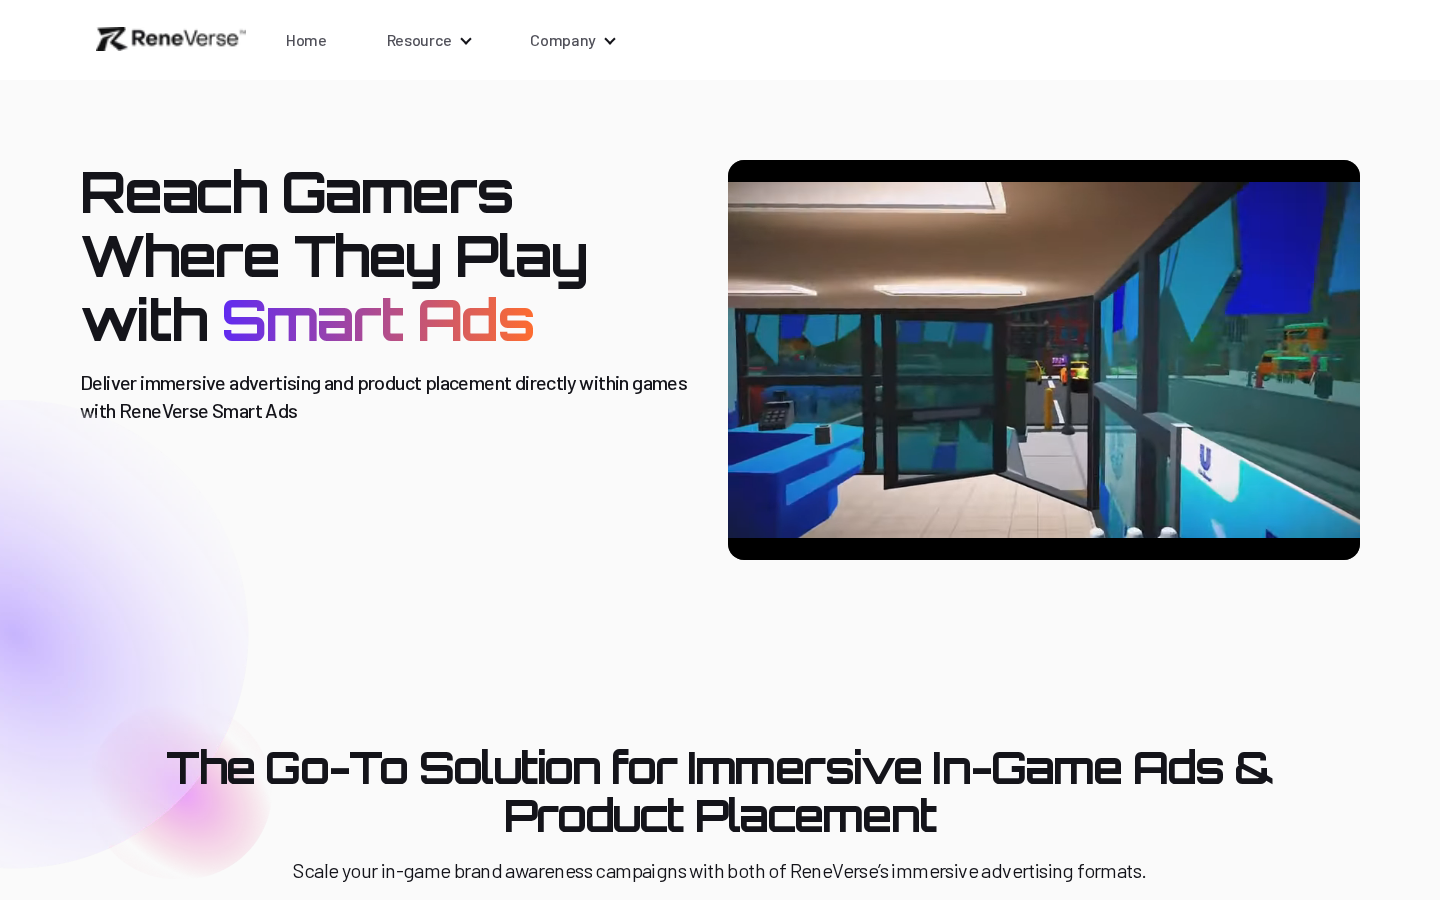 ReneVerse™
Home
Resource
Company
Reach Gamers
Where They Play
with Smart Ads
Deliver immersive advertising and product placement directly within games
with ReneVerse Smart Ads
The Go-To Solution for Immersive In-Game Ads &
Product Placement
Scale your in-game brand awareness campaigns with both of ReneVerse’s immersive advertising formats.